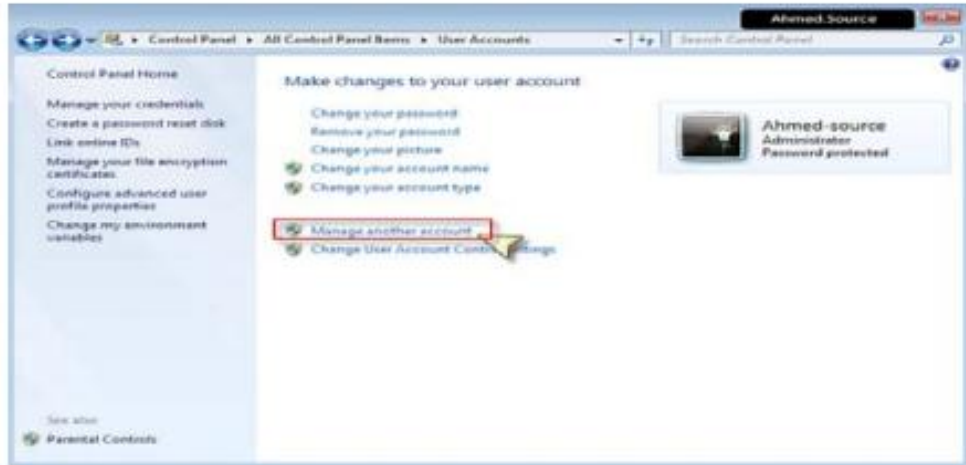 Ahmed.Source
Control Panel ▸ All Control Panel Items ▸ User Accounts
Search Control Panel
Control Panel Home
Manage your credentials
Create a password reset disk
Link online IDs
Manage your file encryption
certificates
Configure advanced user
profile properties
Change my environment
variables
See also
Parental Controls
Make changes to your user account
Change your password
Remove your password
Change your picture
Change your account name
Change your account type
Manage another account
Change User Account Control Settings
Ahmed-source
Administrator
Password protected